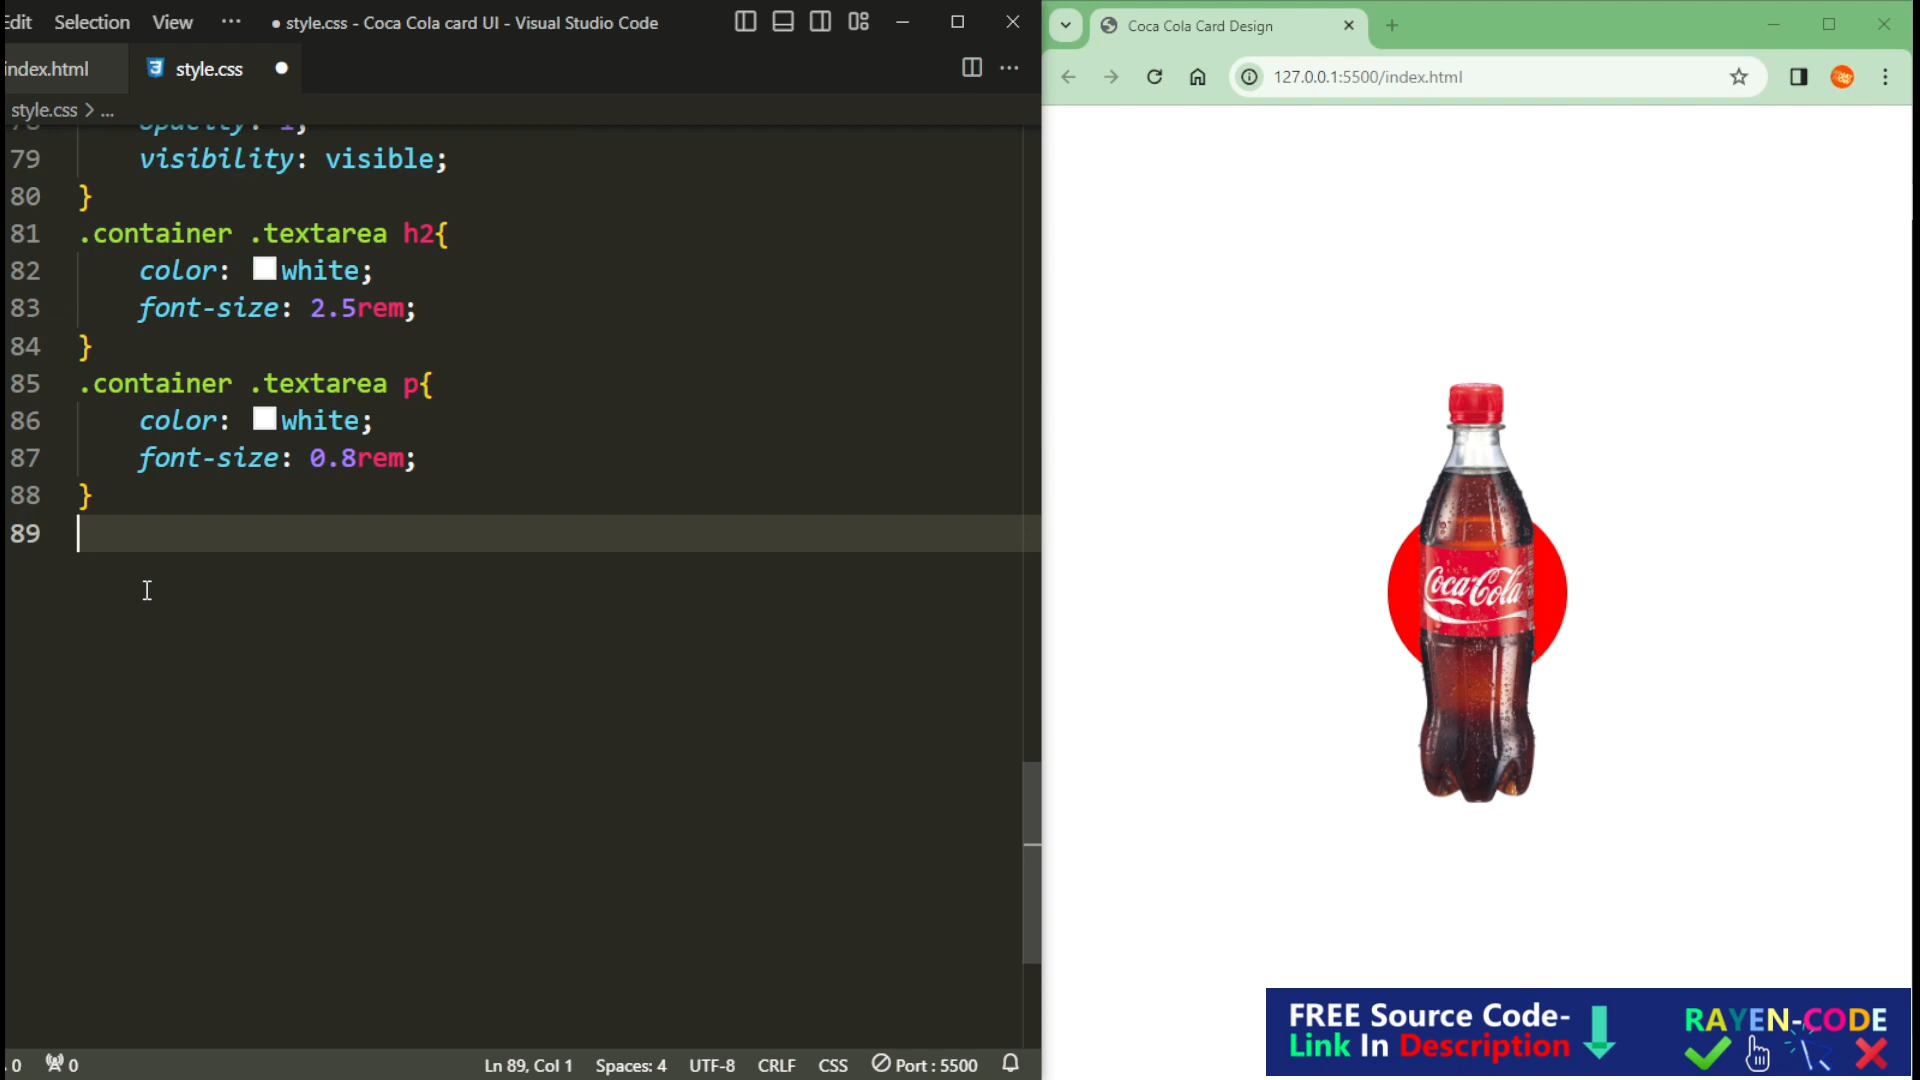 Edit Selection View ··· ● style.css - Coca Cola card UI - Visual Studio Code
index.html style.css ●
style.css > ...
78 opacity: 1;
79 visibility: visible;
80 }
81 .container .textarea h2{
82 color: white;
83 font-size: 2.5rem;
84 }
85 .container .textarea p{
86 color: white;
87 font-size: 0.8rem;
88 }
89
0 0 Ln 89, Col 1 Spaces: 4 UTF-8 CRLF CSS Port : 5500
Coca Cola Card Design
127.0.0.1:5500/index.html
Coca-Cola
FREE Source Code-
Link In Description
RAYEN-CODE